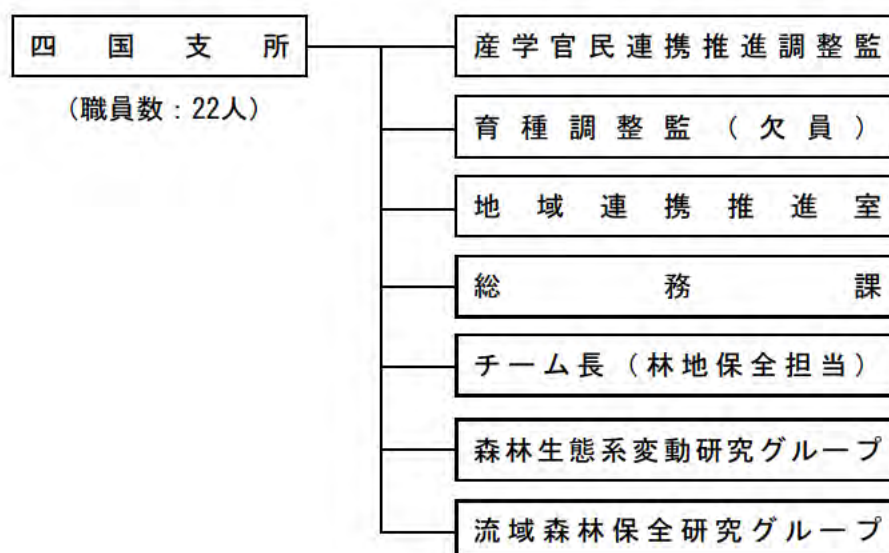 四国支所
（職員数：22人）
産学官民連携推進調整監
育種調整監（欠員）
地域連携推進室
総務課
チーム長（林地保全担当）
森林生態系変動研究グループ
流域森林保全研究グループ